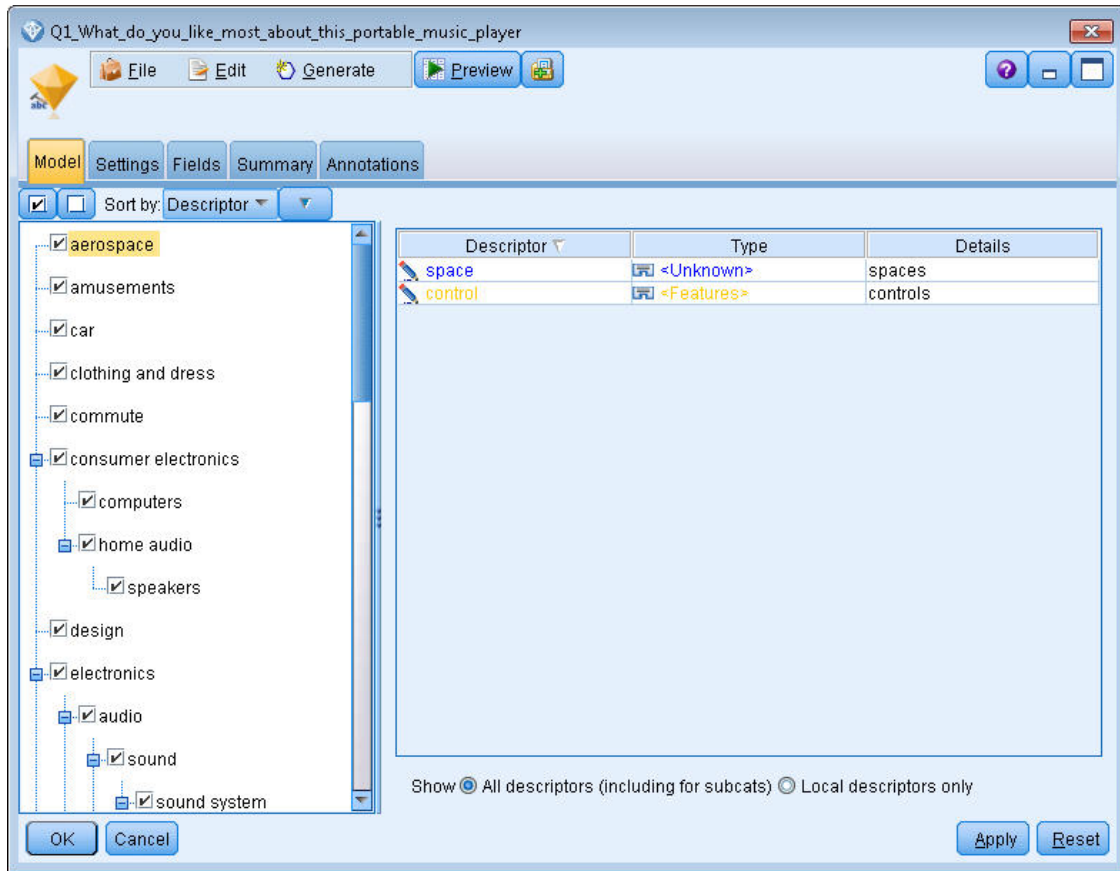 Q1_What_do_you_like_most_about_this_portable_music_player
File Edit Generate Preview
abc
Model Settings Fields Summary Annotations
Sort by: Descriptor
aerospace
amusements
car
clothing and dress
commute
consumer electronics
computers
home audio
speakers
design
electronics
audio
sound
sound system
Descriptor Type Details
space <Unknown> spaces
control <Features> controls
Show All descriptors (including for subcats) Local descriptors only
OK Cancel Apply Reset